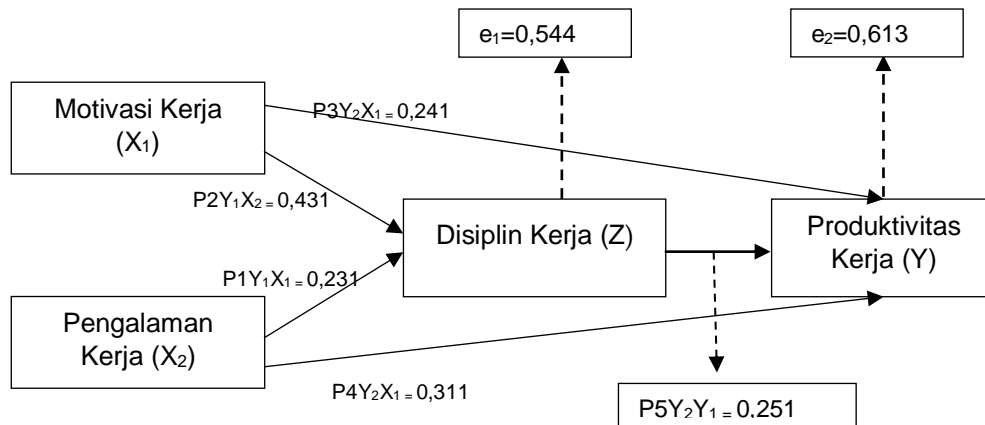 e₁=0,544
e₂=0,613
Motivasi Kerja
(X₁)
P3Y₂X₁ = 0,241
P2Y₁X₂ = 0,431
Disiplin Kerja (Z)
Produktivitas
Kerja (Y)
P1Y₁X₁ = 0,231
Pengalaman
Kerja (X₂)
P4Y₂X₁ = 0,311
P5Y₂Y₁ = 0,251